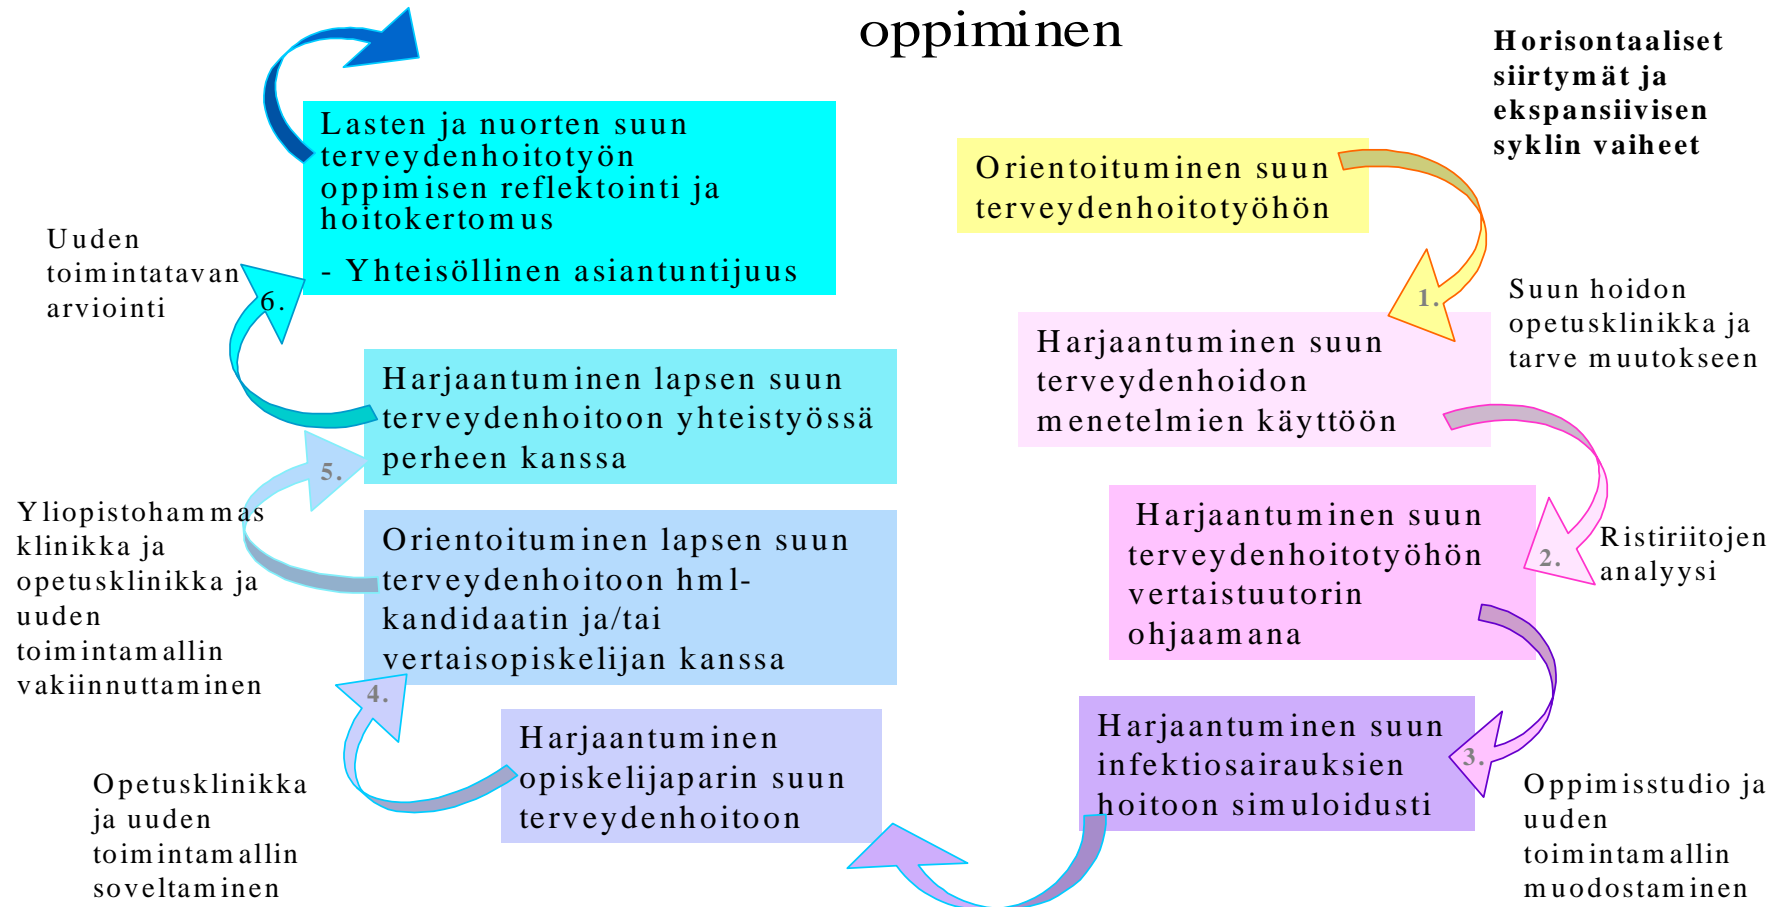 oppiminen
Horisontaaliset
siirtymät ja
ekspansiivisen
syklin vaiheet
Orientoituminen suun
terveydenhoitotyöhön
1.
Suun hoidon
opetusklinikka ja
tarve muutokseen
Harjaantuminen suun
terveydenhoidon
menetelmien käyttöön
2.
Ristiriitojen
analyysi
Harjaantuminen suun
terveydenhoitotyöhön
vertaistuutorin
ohjaamana
3.
Oppimisstudio ja
uuden
toimintamallin
muodostaminen
Harjaantuminen suun
infektiosairauksien
hoitoon simuloidusti
Harjaantuminen
opiskelijaparin suun
terveydenhoitoon
4.
Opetusklinikka
ja uuden
toimintamallin
soveltaminen
Orientoituminen lapsen suun
terveydenhoitoon hml-
kandidaatin ja/tai
vertaisopiskelijan kanssa
5.
Yliopistohammas
klinikka ja
opetusklinikka ja
uuden
toimintamallin
vakiinnuttaminen
Harjaantuminen lapsen suun
terveydenhoitoon yhteistyössä
perheen kanssa
6.
Uuden
toimintatavan
arviointi
Lasten ja nuorten suun
terveydenhoitotyön
oppimisen reflektointi ja
hoitokertomus
- Yhteisöllinen asiantuntijuus